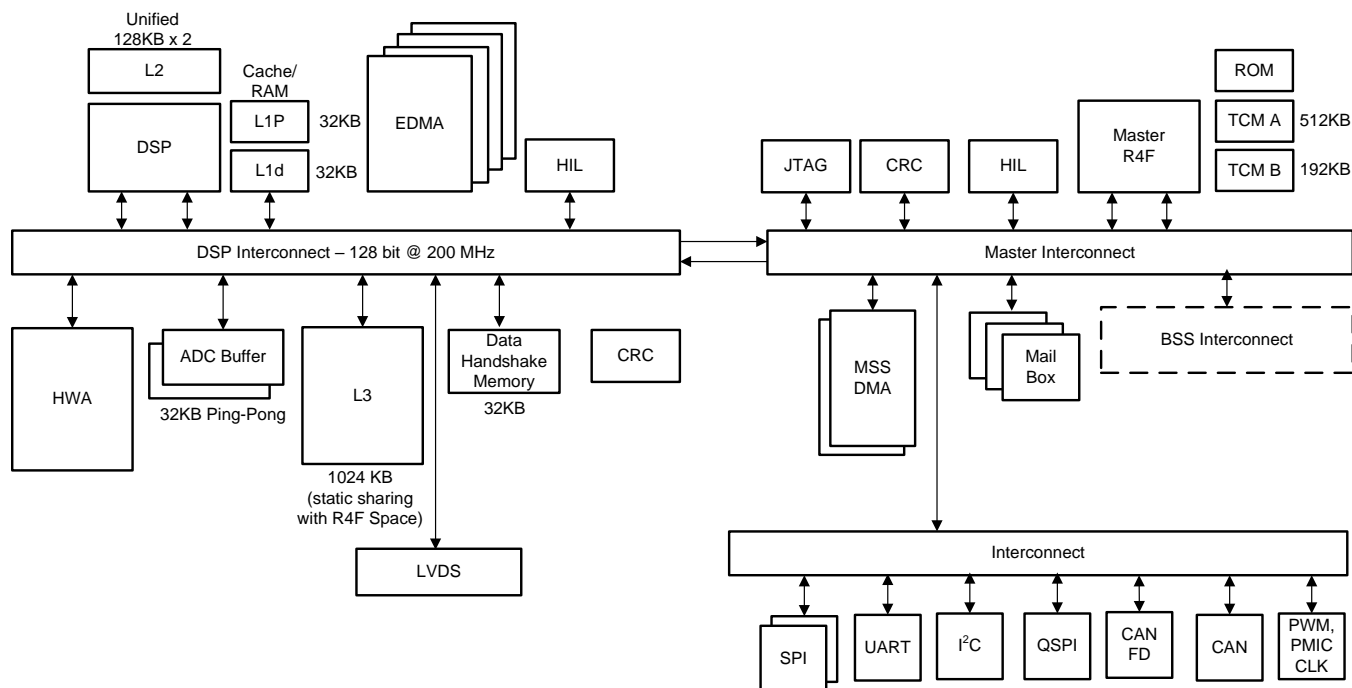 Unified
128KB x 2
L2
DSP
Cache/
RAM
L1P
32KB
L1d
32KB
EDMA
HIL
JTAG
CRC
HIL
Master
R4F
ROM
TCM A
512KB
TCM B
192KB
DSP Interconnect – 128 bit @ 200 MHz
Master Interconnect
HWA
ADC Buffer
32KB Ping-Pong
L3
1024 KB
(static sharing
with R4F Space)
Data
Handshake
Memory
32KB
CRC
LVDS
MSS
DMA
Mail
Box
BSS Interconnect
Interconnect
SPI
UART
I²C
QSPI
CAN
FD
CAN
PWM,
PMIC
CLK